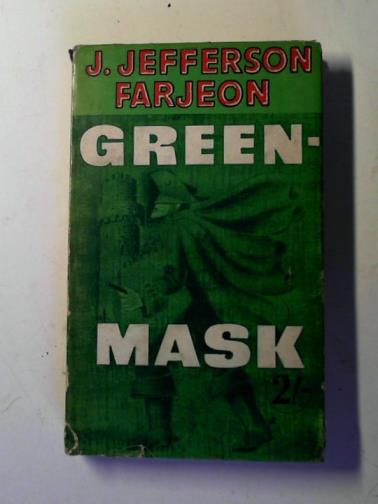 J. JEFFERSON
FARJEON
GREEN-
MASK
2/-